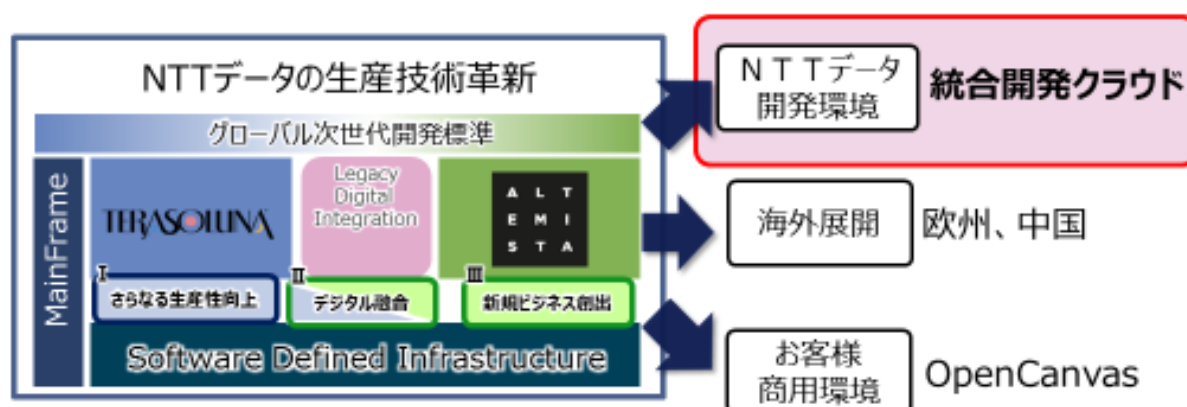 NTTデータの生産技術革新
グローバル次世代開発標準
MainFrame
TERASOLUNA
Legacy
Digital
Integration
A L T
E M I
S T A
I
さらなる生産性向上
II
デジタル融合
III
新規ビジネス創出
Software Defined Infrastructure
ＮＴＴデータ
開発環境
統合開発クラウド
海外展開
欧州、中国
お客様
商用環境
OpenCanvas